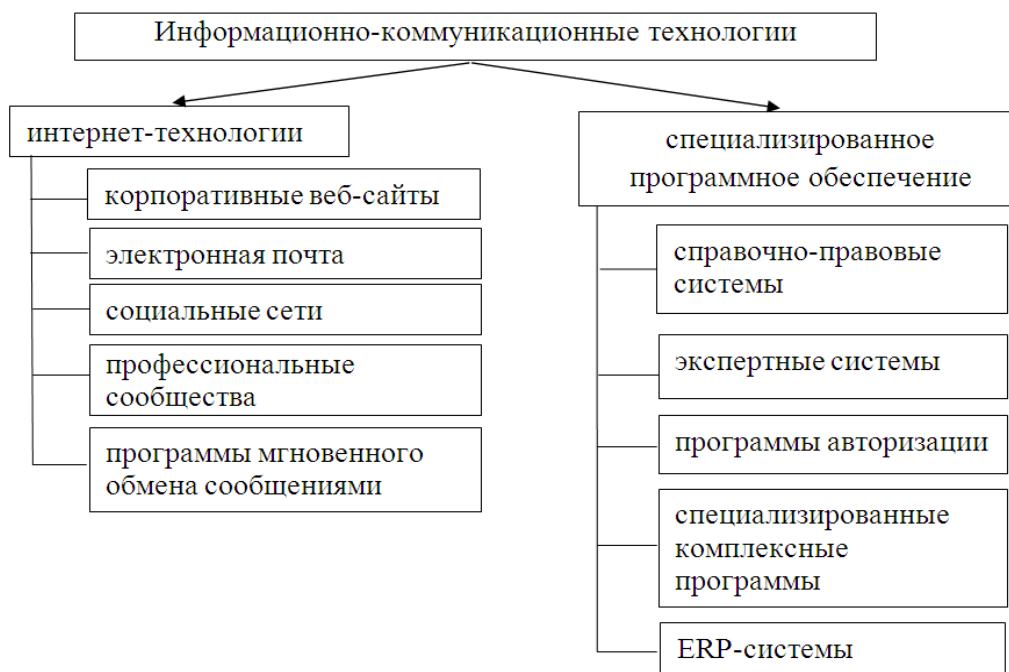 Информационно-коммуникационные технологии
интернет-технологии
корпоративные веб-сайты
электронная почта
социальные сети
профессиональные
сообщества
программы мгновенного
обмена сообщениями
специализированное
программное обеспечение
справочно-правовые
системы
экспертные системы
программы авторизации
специализированные
комплексные
программы
ERP-системы